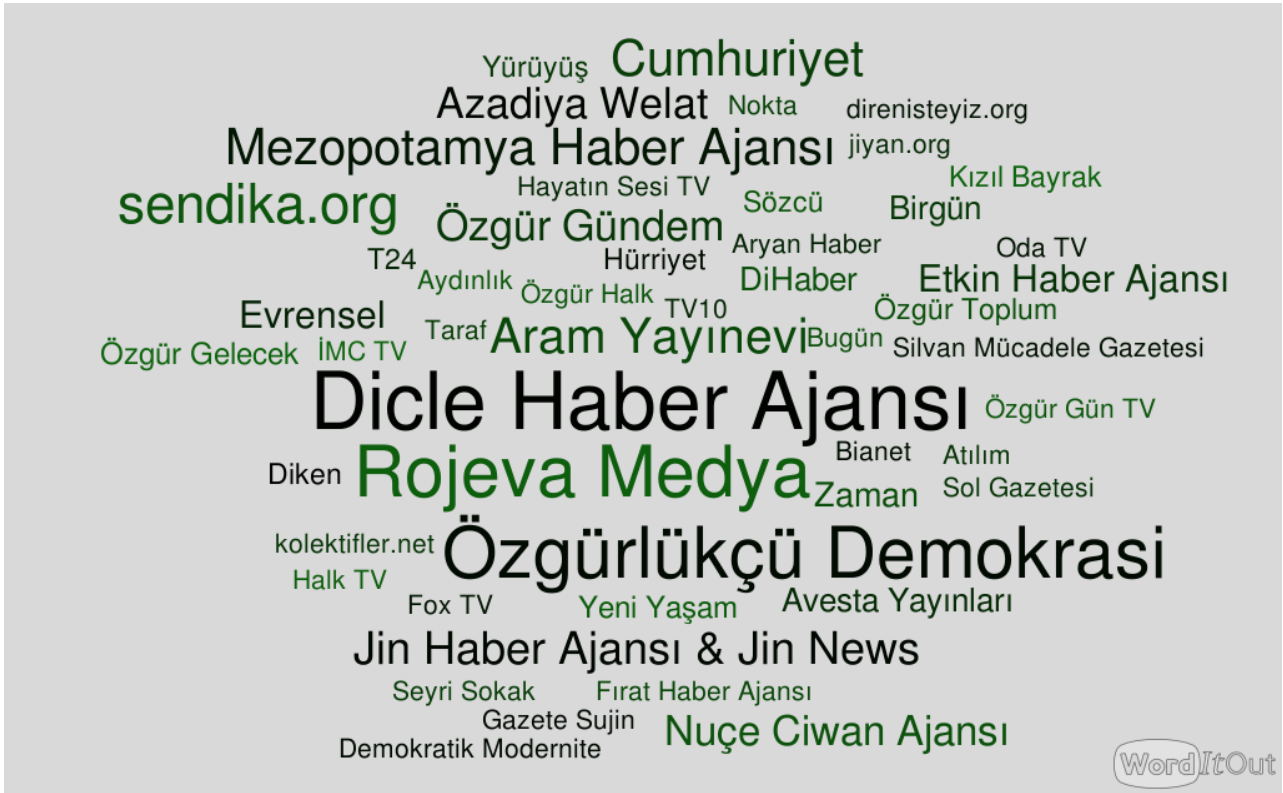 Yürüyüş Cumhuriyet
Azadiya Welat Nokta direnisteyiz.org
Mezopotamya Haber Ajansı jiyan.org
Hayatın Sesi TV Kızıl Bayrak
sendika.org Sözcü Birgün
Özgür Gündem Aryan Haber Oda TV
T24 Hürriyet
Aydınlık Özgür Halk DiHaber Etkin Haber Ajansı
Evrensel TV10 Özgür Toplum
Taraf Aram Yayınevi Bugün Silvan Mücadele Gazetesi
Özgür Gelecek İMC TV
Dicle Haber Ajansı Özgür Gün TV
Bianet Atılım
Diken Rojeva Medya Zaman Sol Gazetesi
kolektifler.net Özgürlükçü Demokrasi
Halk TV
Fox TV Yeni Yaşam Avesta Yayınları
Jin Haber Ajansı & Jin News
Seyri Sokak Fırat Haber Ajansı
Gazete Sujin Nuçe Ciwan Ajansı
Demokratik Modernite
WordItOut